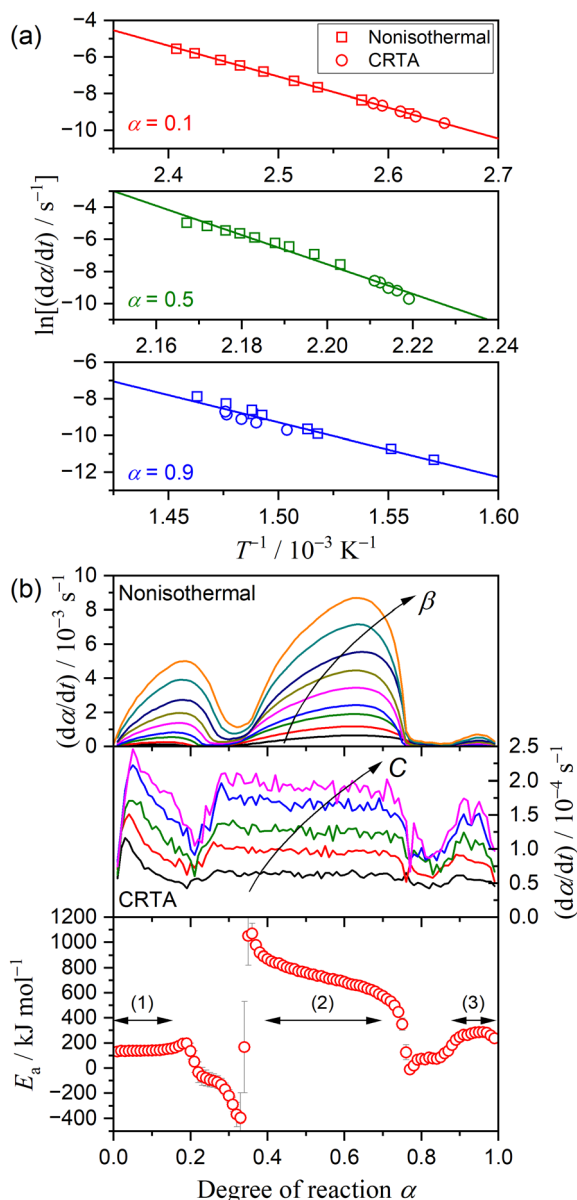 (a)
−4
−6
−8
−10
Nonisothermal
CRTA
α = 0.1
2.4 2.5 2.6 2.7
ln[(dα/dt) / s−1]
−4
−6
−8
−10
α = 0.5
2.16 2.18 2.20 2.22 2.24
−6
−8
−10
−12
α = 0.9
1.45 1.50 1.55 1.60
T−1 / 10−3 K−1
(b)
(dα/dt) / 10−3 s−1
10
8
6
4
2
0
Nonisothermal
β
(dα/dt) / 10−4 s−1
2.5
2.0
1.5
1.0
0.5
0.0
C
CRTA
Ea / kJ mol−1
1200
1000
800
600
400
200
0
−200
−400
(1) (2) (3)
0.0 0.2 0.4 0.6 0.8 1.0
Degree of reaction α